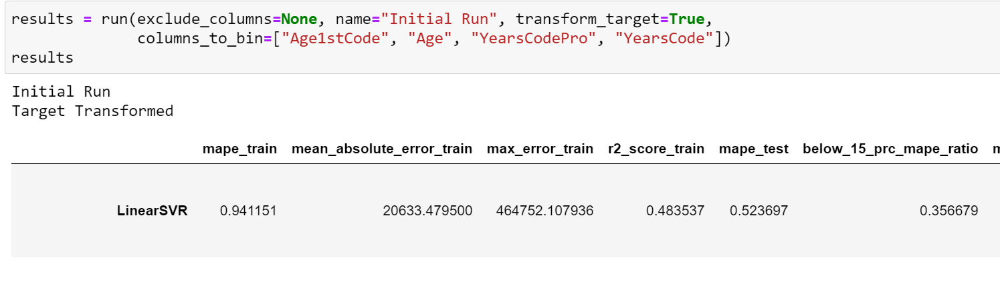 results = run(exclude_columns=None, name="Initial Run", transform_target=True,
columns_to_bin=["Age1stCode", "Age", "YearsCodePro", "YearsCode"])
results
Initial Run
Target Transformed
mape_train mean_absolute_error_train max_error_train r2_score_train mape_test below_15_prc_mape_ratio
LinearSVR 0.941151 20633.479500 464752.107936 0.483537 0.523697 0.356679